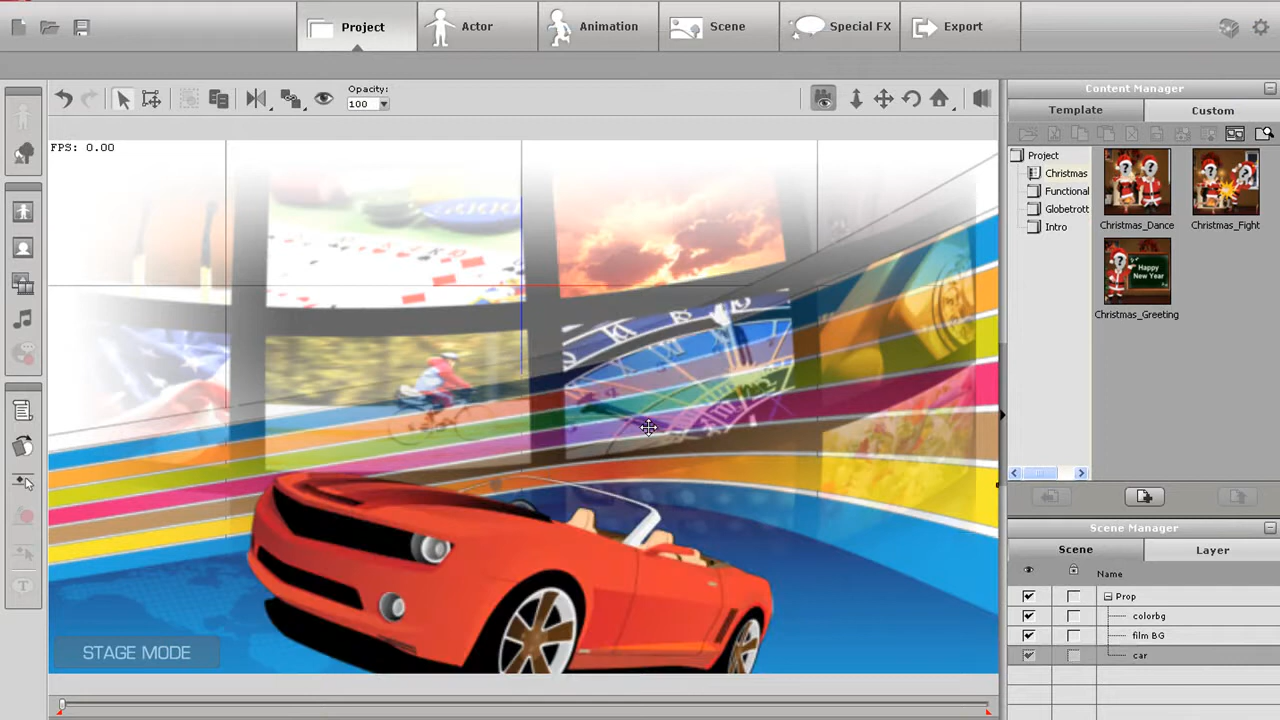 Project
Actor
Animation
Scene
Special FX
Export
Opacity:
100
FPS: 0.00
STAGE MODE
Content Manager
Template
Custom
Project
Christmas
Functional
Globetrott
Intro
Christmas_Dance
Christmas_Fight
Happy
New
Year
Christmas_Greeting
Scene Manager
Scene
Layer
Name
Prop
colorbg
film BG
car